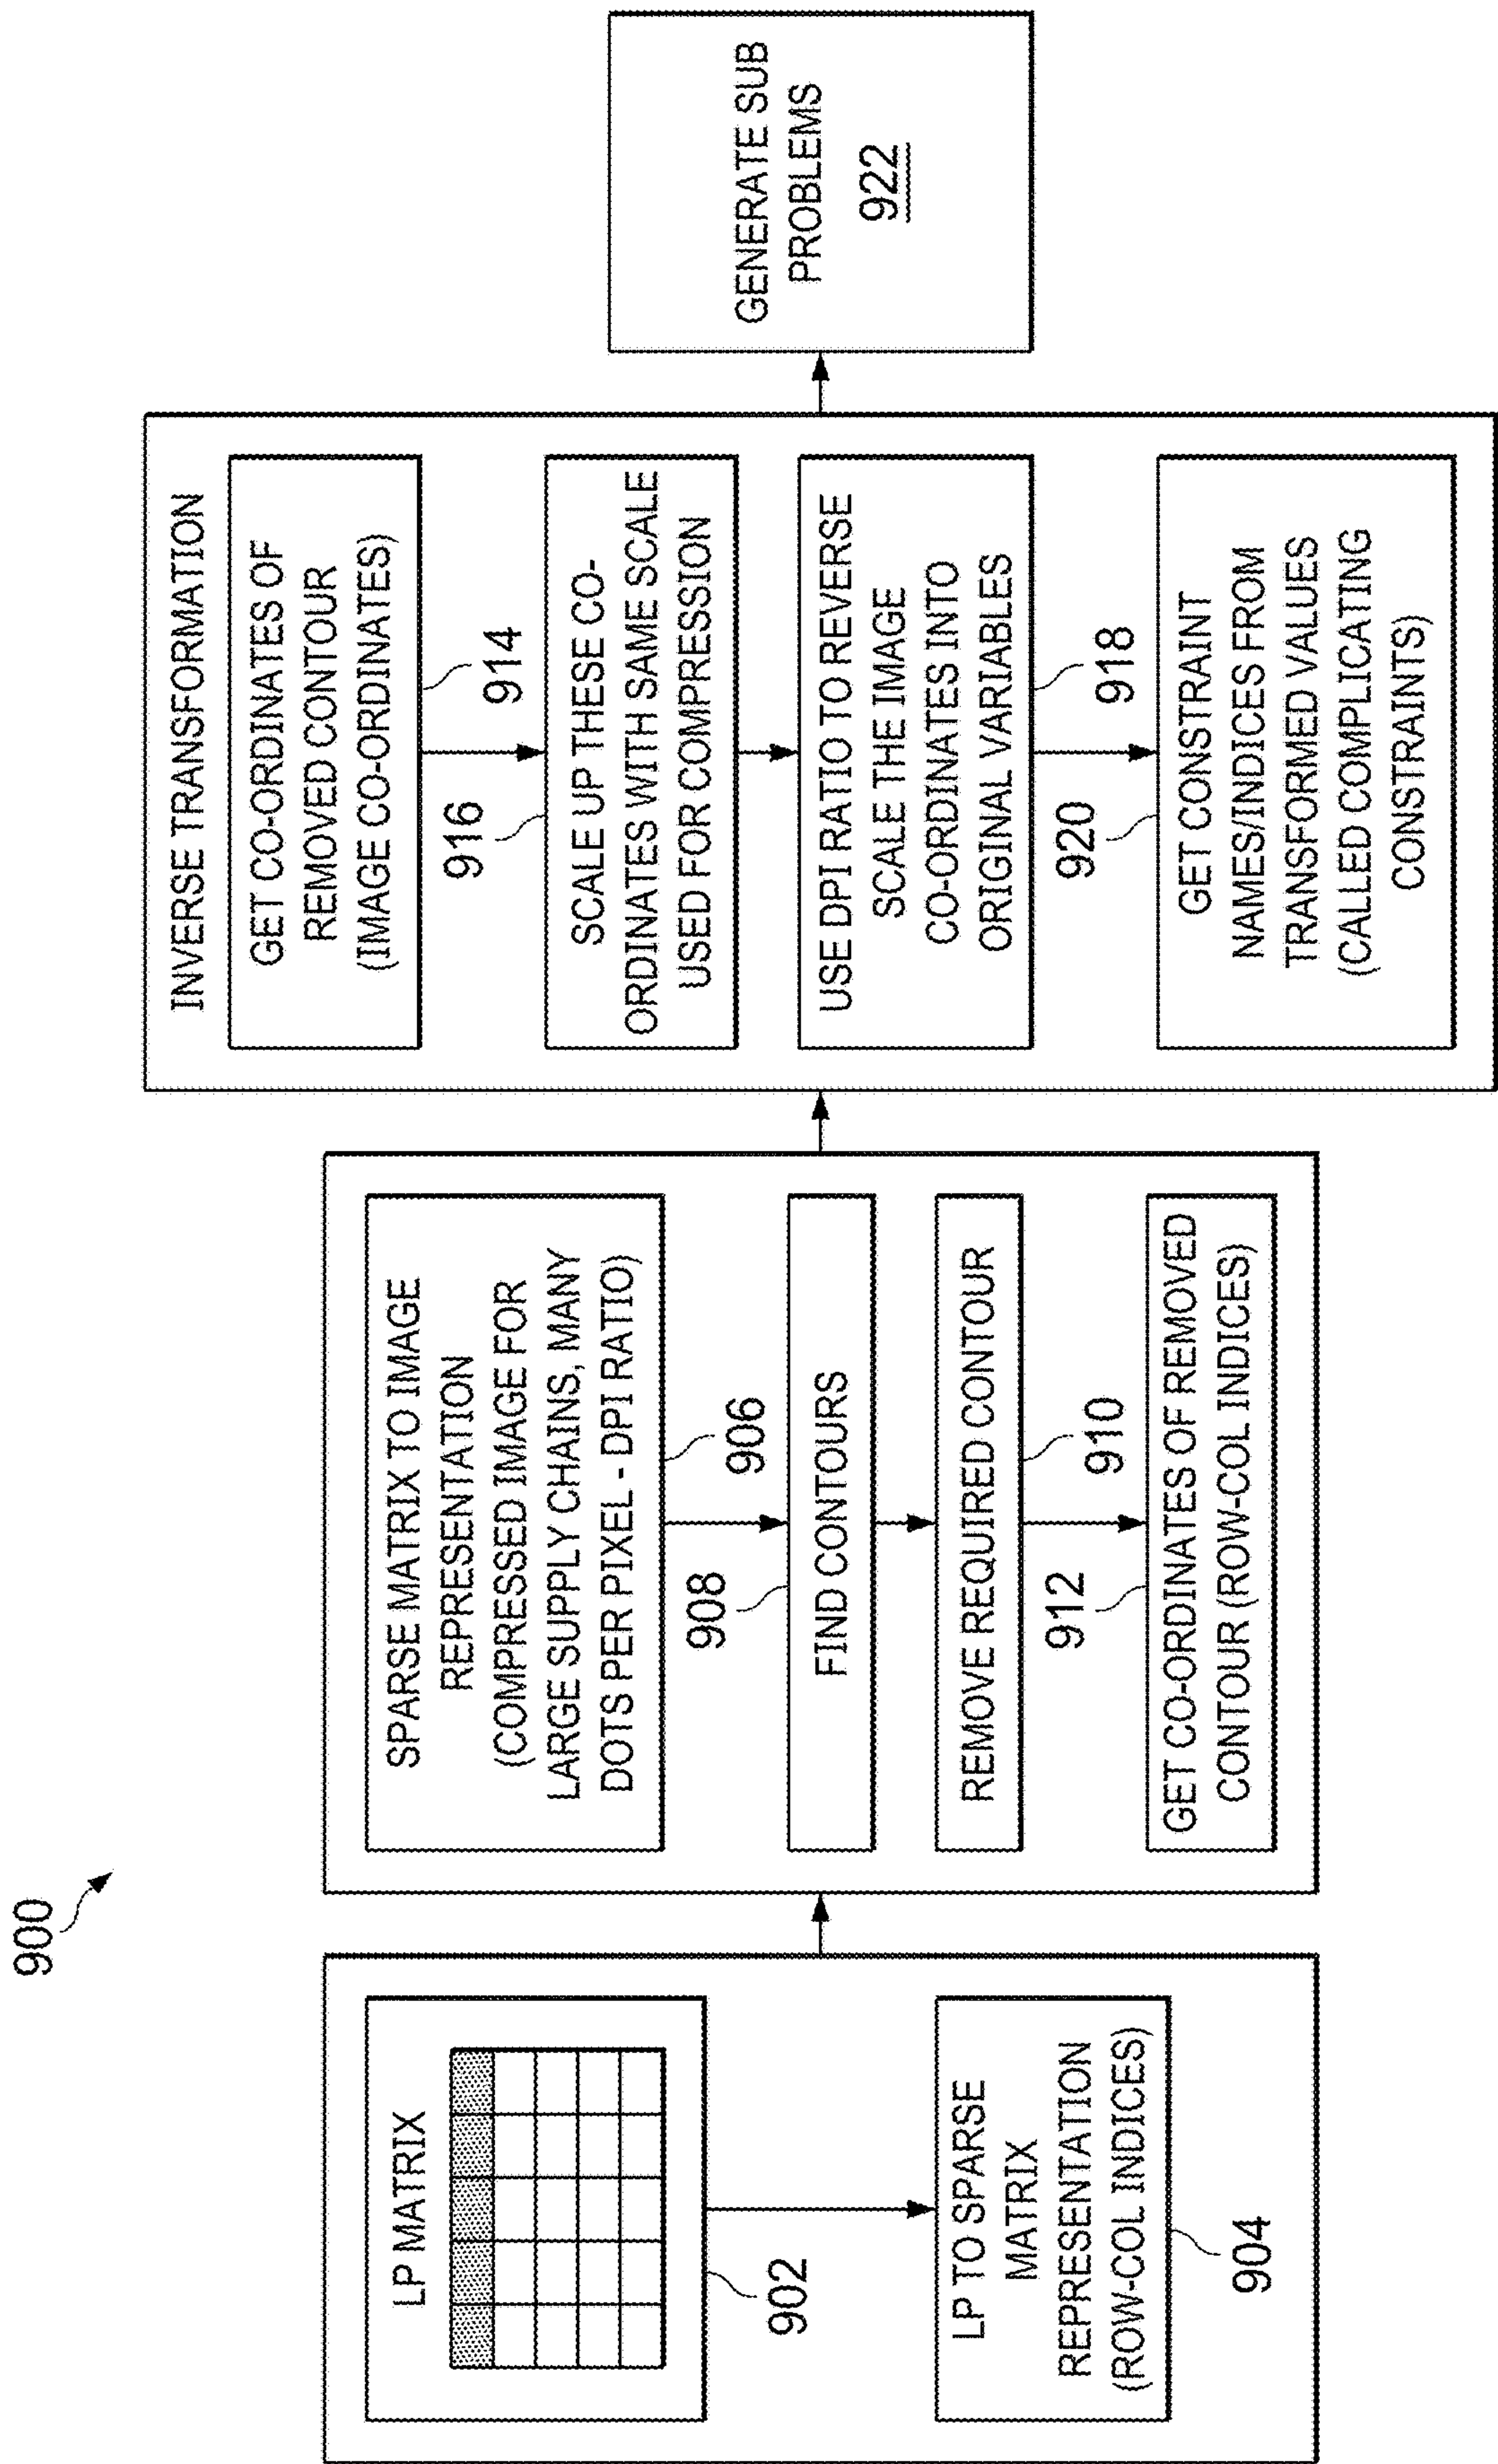 900
LP MATRIX
902
LP TO SPARSE
MATRIX
REPRESENTATION
(ROW-COL INDICES)
904
SPARSE MATRIX TO IMAGE
REPRESENTATION
(COMPRESSED IMAGE FOR
LARGE SUPPLY CHAINS, MANY
DOTS PER PIXEL - DPI RATIO)
906
908
FIND CONTOURS
REMOVE REQUIRED CONTOUR
910
912
GET CO-ORDINATES OF REMOVED
CONTOUR (ROW-COL INDICES)
INVERSE TRANSFORMATION
GET CO-ORDINATES OF
REMOVED CONTOUR
(IMAGE CO-ORDINATES)
914
916
SCALE UP THESE CO-
ORDINATES WITH SAME SCALE
USED FOR COMPRESSION
USE DPI RATIO TO REVERSE
SCALE THE IMAGE
CO-ORDINATES INTO
ORIGINAL VARIABLES
918
920
GET CONSTRAINT
NAMES/INDICES FROM
TRANSFORMED VALUES
(CALLED COMPLICATING
CONSTRAINTS)
GENERATE SUB
PROBLEMS
922